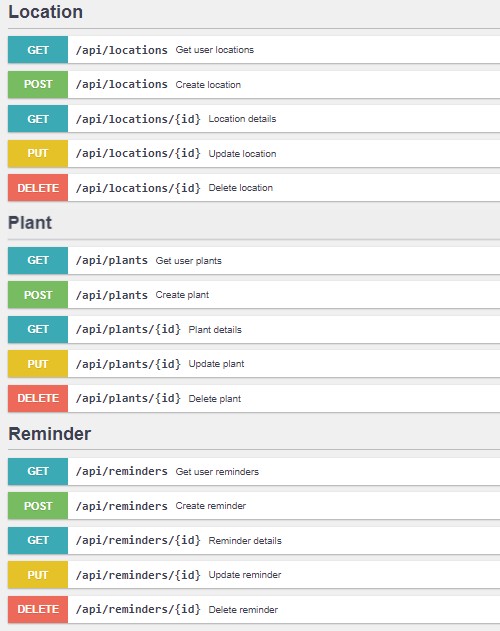 Location
GET /api/locations Get user locations
POST /api/locations Create location
GET /api/locations/{id} Location details
PUT /api/locations/{id} Update location
DELETE /api/locations/{id} Delete location
Plant
GET /api/plants Get user plants
POST /api/plants Create plant
GET /api/plants/{id} Plant details
PUT /api/plants/{id} Update plant
DELETE /api/plants/{id} Delete plant
Reminder
GET /api/reminders Get user reminders
POST /api/reminders Create reminder
GET /api/reminders/{id} Reminder details
PUT /api/reminders/{id} Update reminder
DELETE /api/reminders/{id} Delete reminder